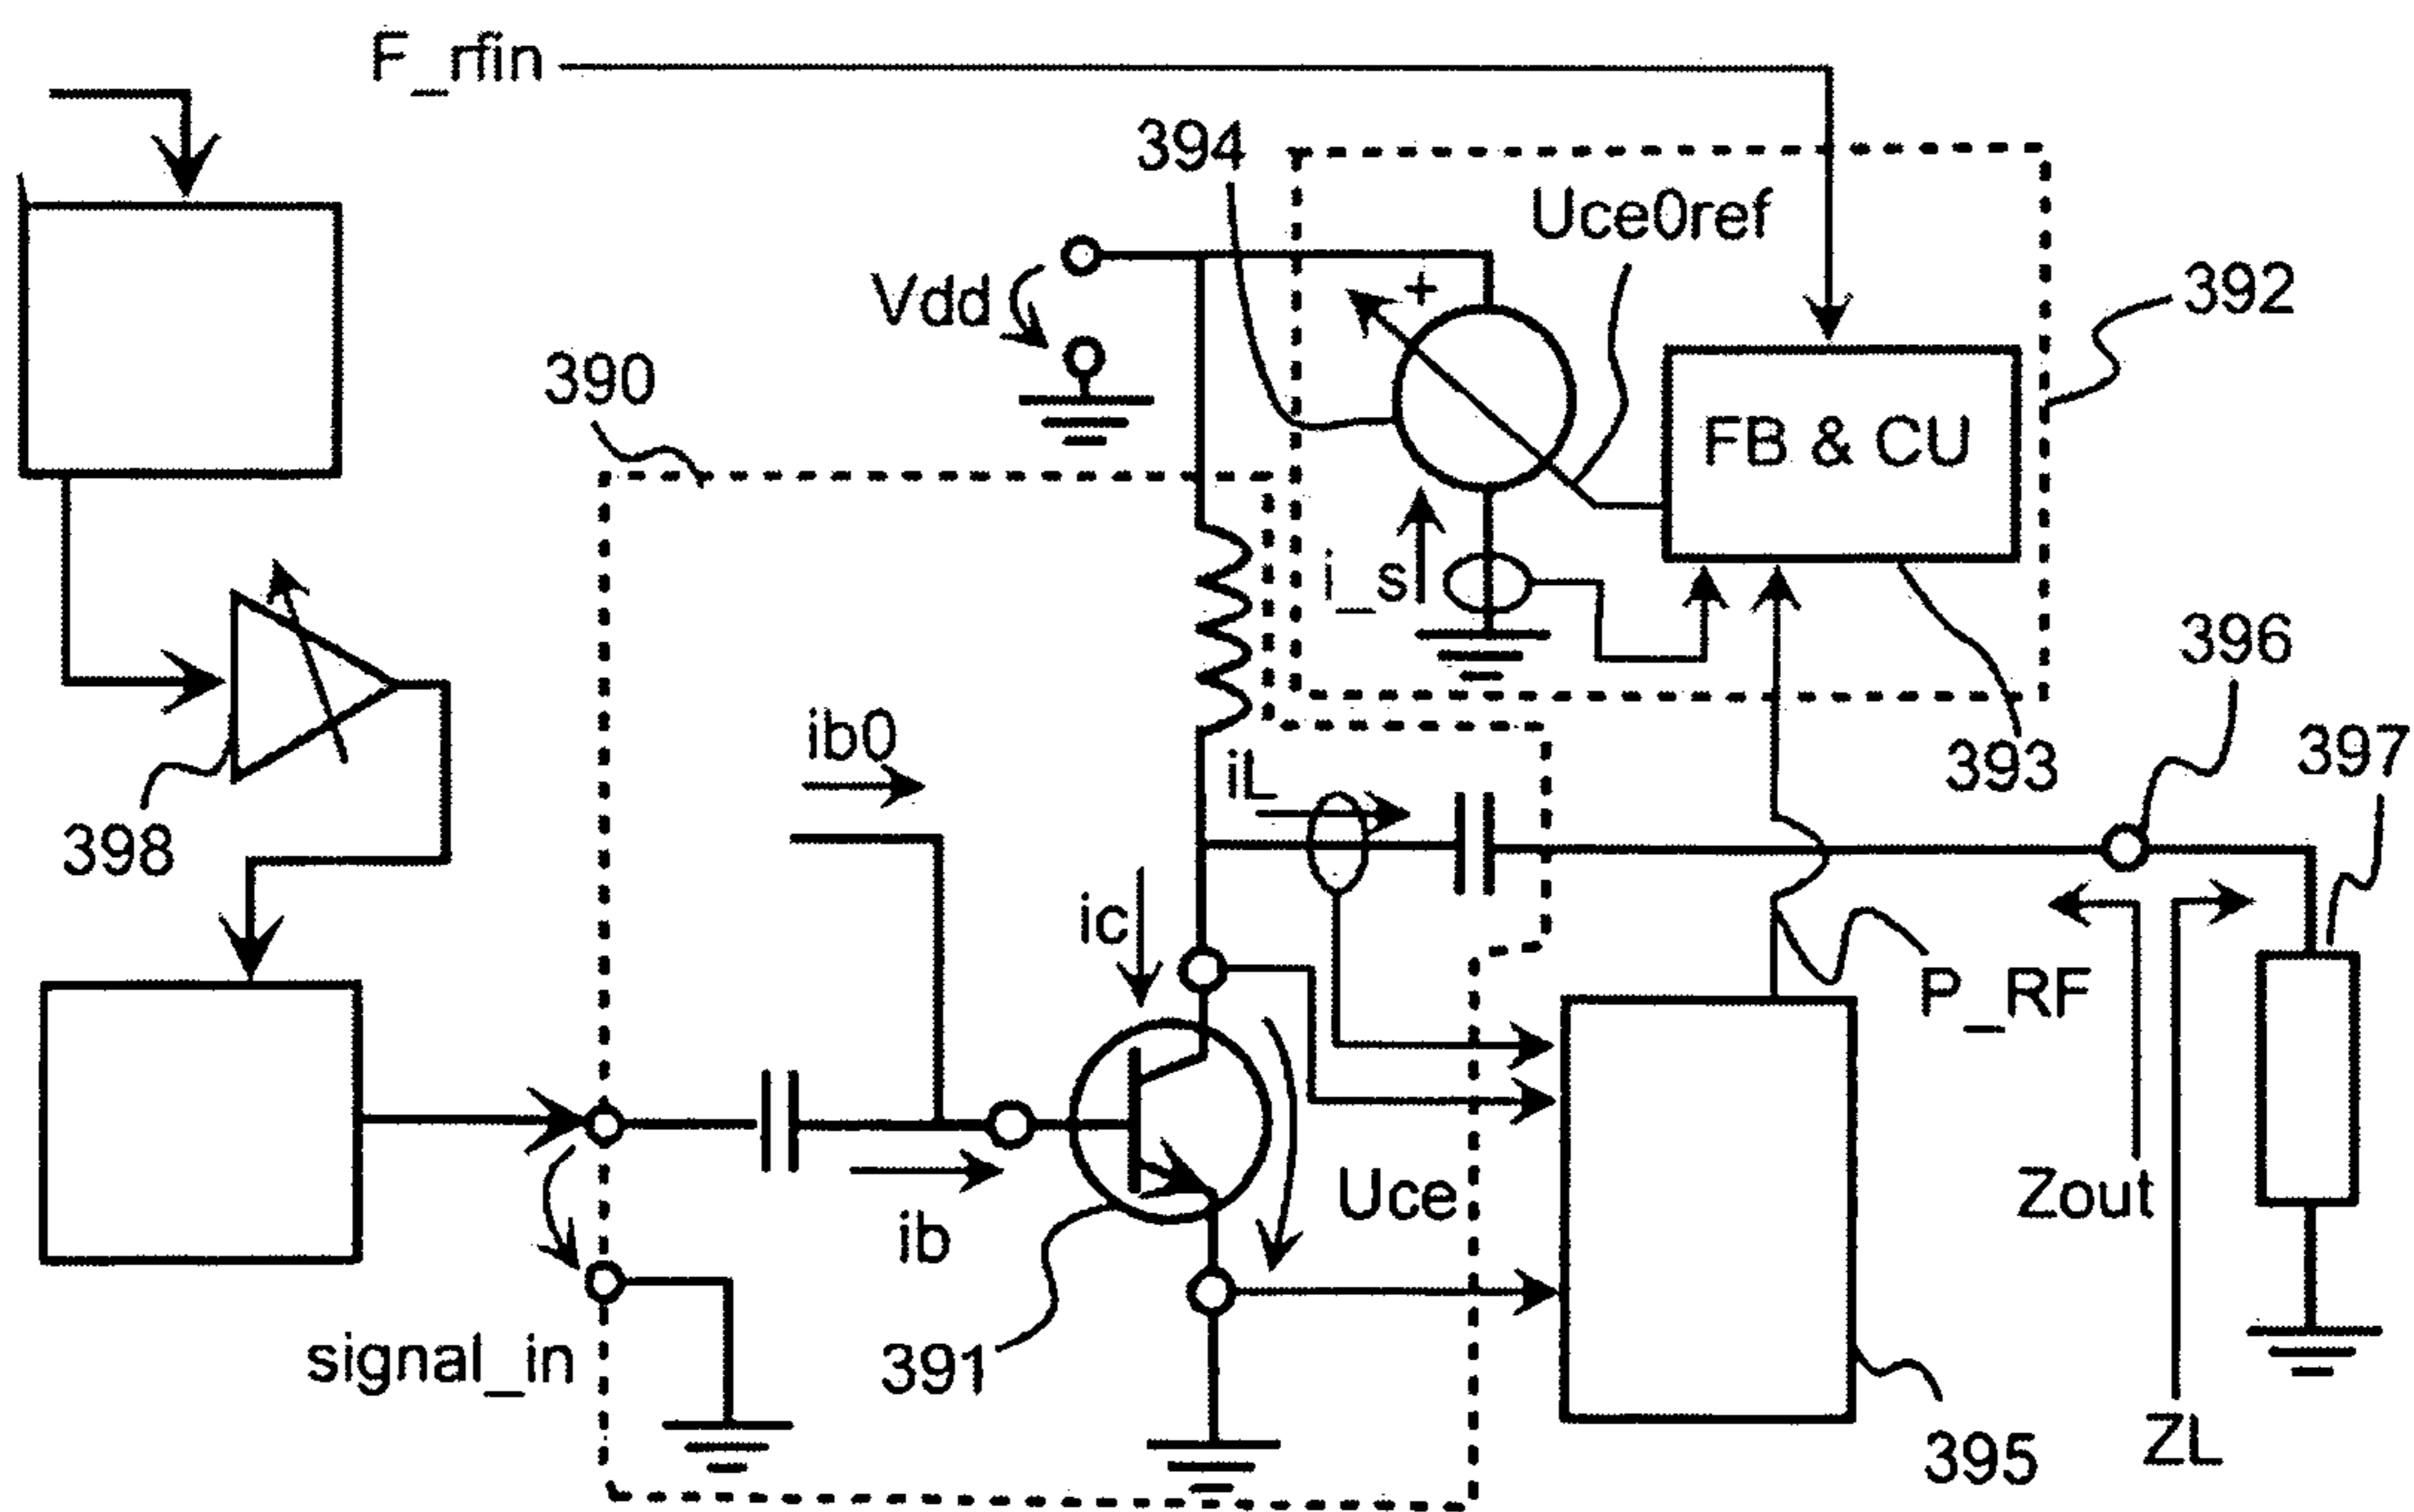 F_rfin
394
Uce0ref
392
Vdd
+
390
FB & CU
i_s
396
ib0
iL
393
397
398
ic
P_RF
Uce
Zout
ib
signal_in
391
395
ZL